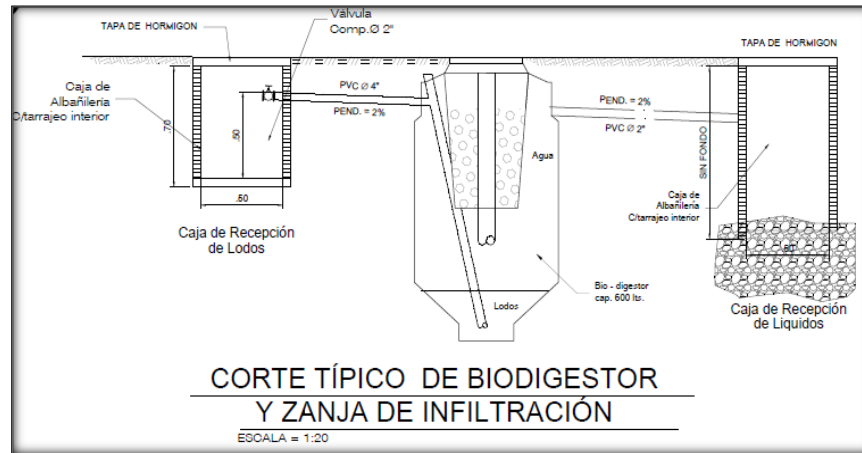 Válvula
Comp.Ø 2"
TAPA DE HORMIGON
TAPA DE HORMIGON
Caja de
Albañilería
C/tarrajeo interior
PVC Ø 4"
PEND. = 2%
PEND. = 2%
PVC Ø 2"
.70
.50
.50
Agua
SIN FONDO
Caja de
Albañilería
C/tarrajeo interior
Caja de Recepción
de Lodos
.60
Bio - digestor
cap. 600 lts.
Lodos
Caja de Recepción
de Liquidos
CORTE TÍPICO DE BIODIGESTOR
Y ZANJA DE INFILTRACIÓN
ESCALA = 1:20